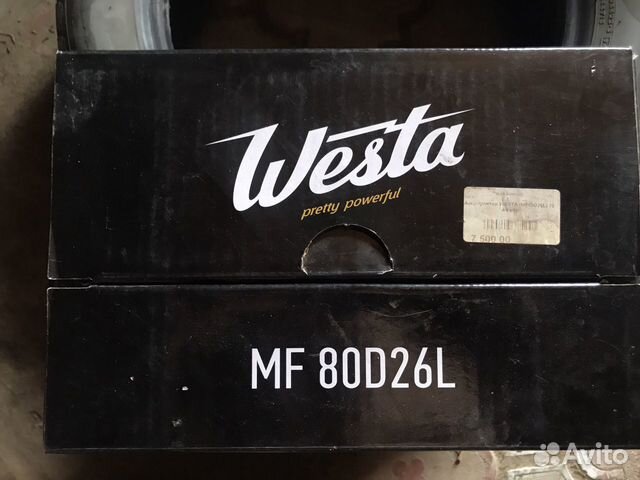 Westa
pretty powerful
7 500.00
MF 80D26L
Avito